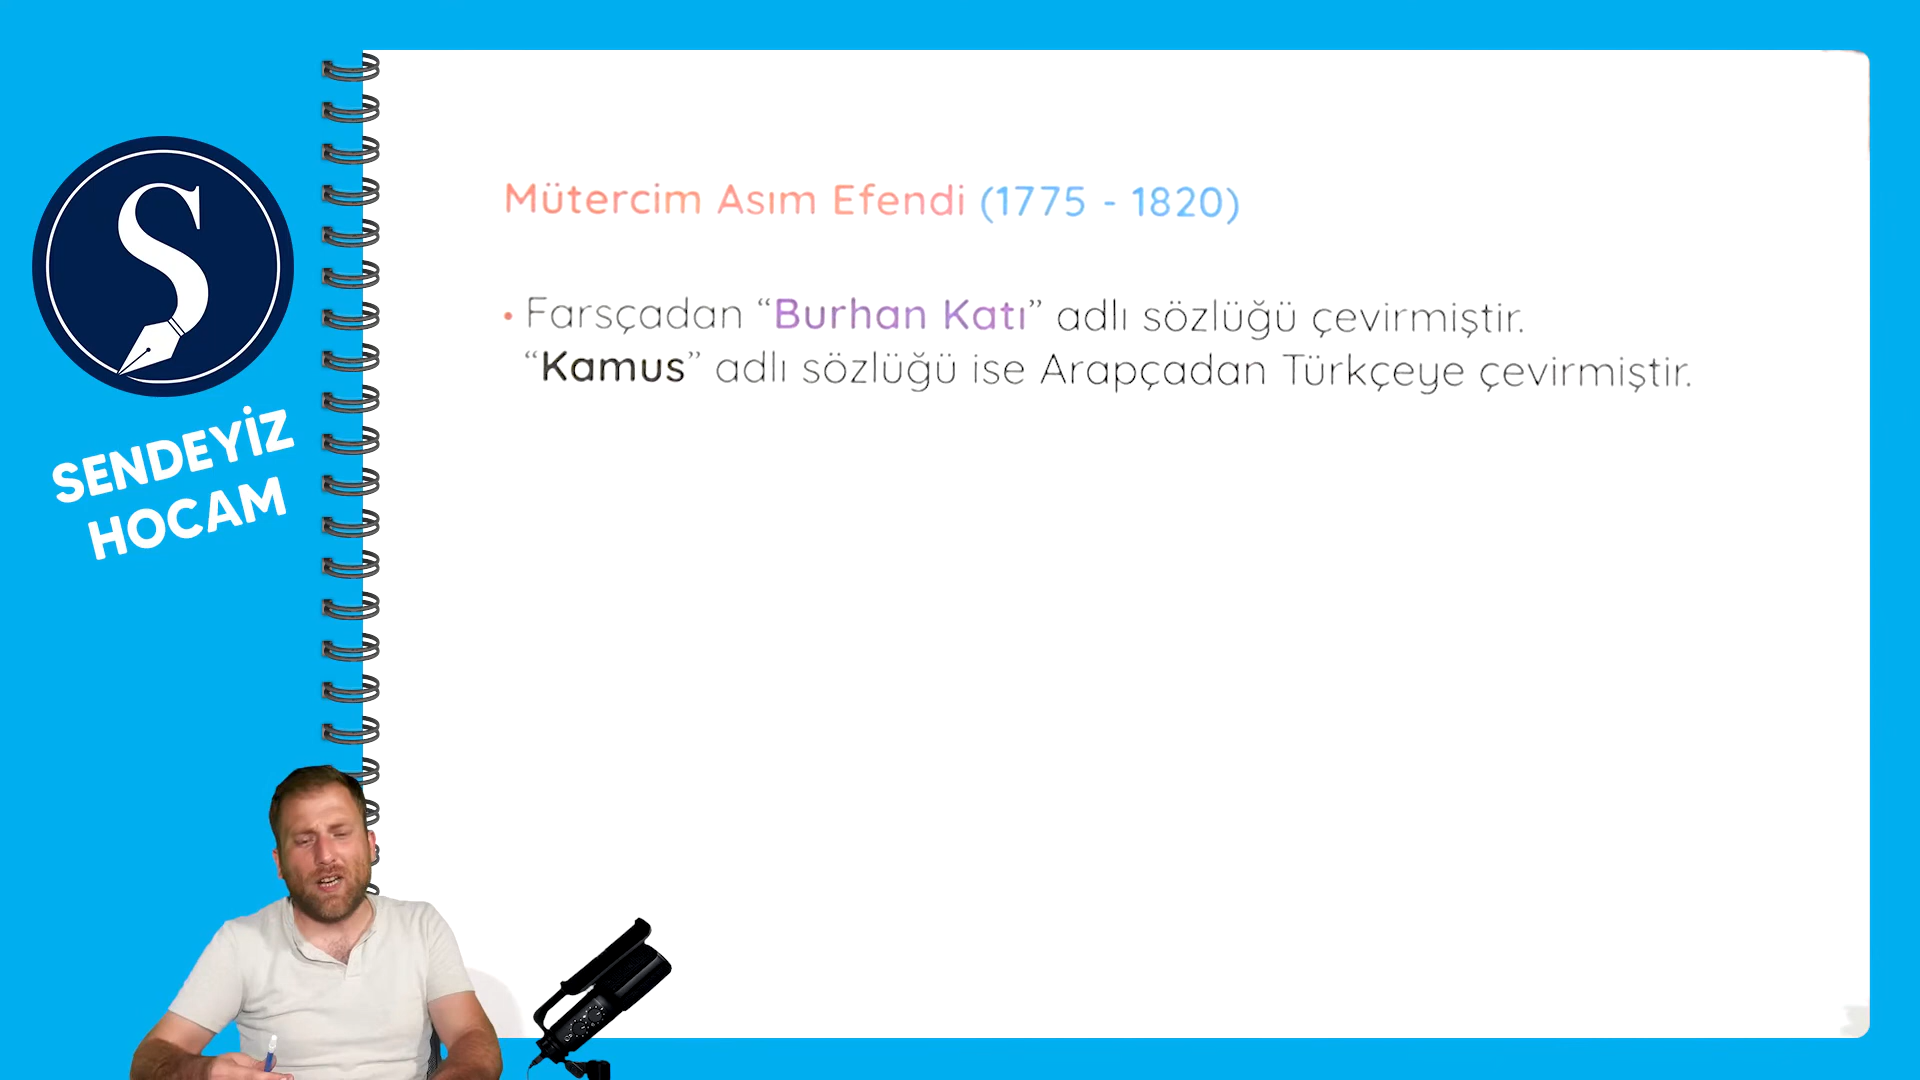 S
SENDEYİZ
HOCAM
Mütercim Asım Efendi (1775 - 1820)
• Farsçadan “Burhan Katı” adlı sözlüğü çevirmiştir.
“Kamus” adlı sözlüğü ise Arapçadan Türkçeye çevirmiştir.